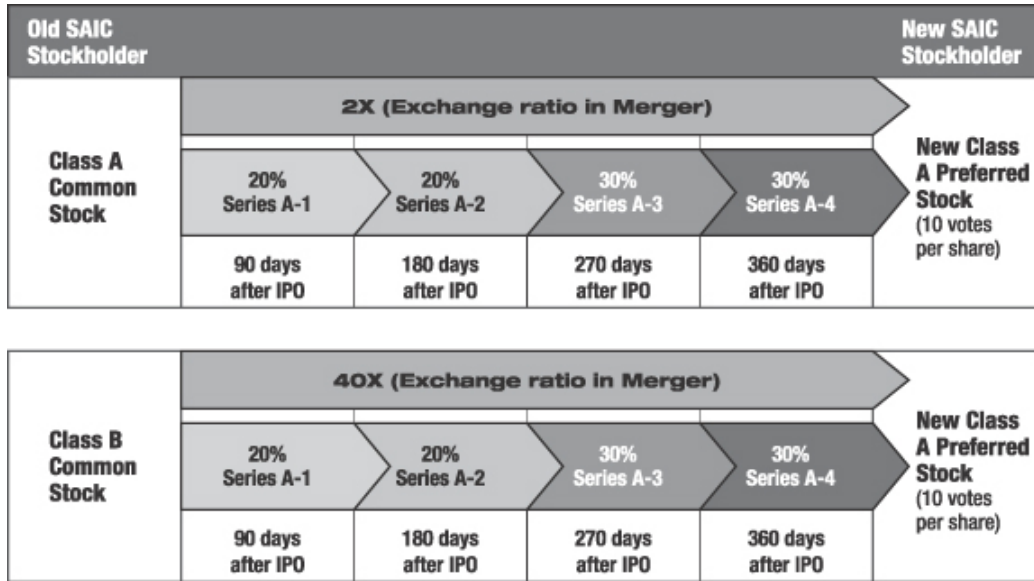 Old SAIC
Stockholder
New SAIC
Stockholder
2X (Exchange ratio in Merger)
Class A
Common
Stock
20%
Series A-1
20%
Series A-2
30%
Series A-3
30%
Series A-4
90 days
after IPO
180 days
after IPO
270 days
after IPO
360 days
after IPO
New Class
A Preferred
Stock
(10 votes
per share)
40X (Exchange ratio in Merger)
Class B
Common
Stock
20%
Series A-1
20%
Series A-2
30%
Series A-3
30%
Series A-4
90 days
after IPO
180 days
after IPO
270 days
after IPO
360 days
after IPO
New Class
A Preferred
Stock
(10 votes
per share)